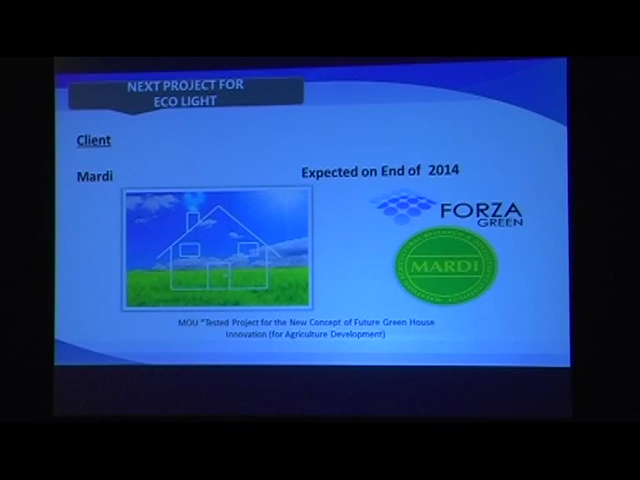 NEXT PROJECT FOR
ECO LIGHT
Client
Mardi
Expected on End of 2014
FORZA
GREEN
MARDI
MOU "Tested Project for the New Concept of Future Green House
Innovation (for Agriculture Development)